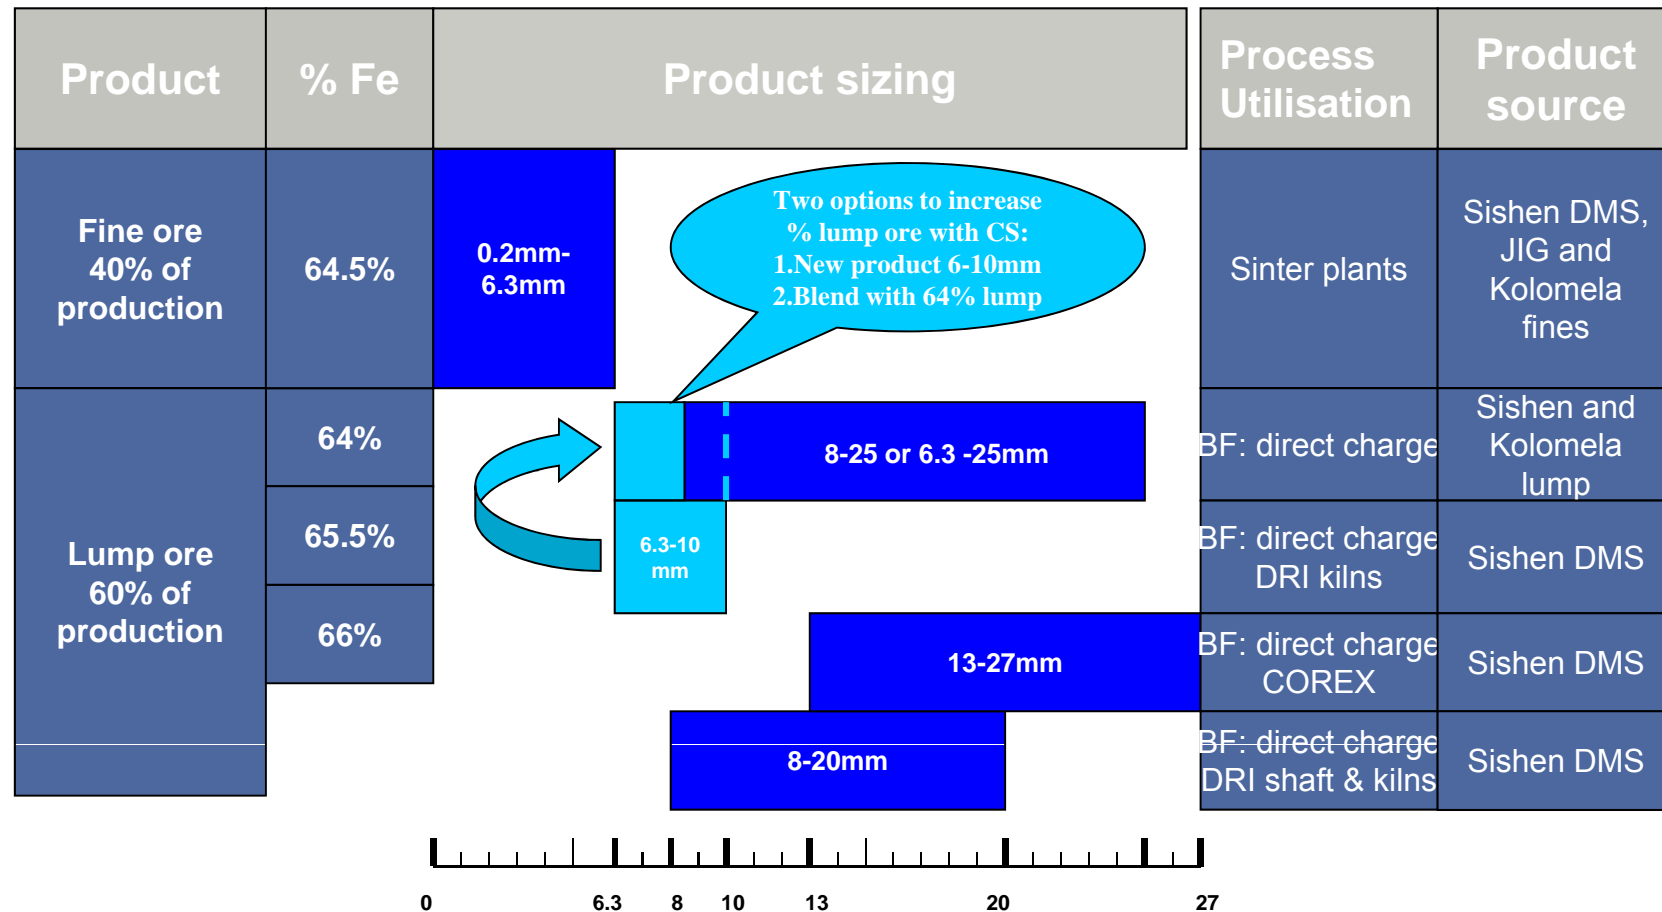 Product
% Fe
Product sizing
Process
Utilisation
Product
source
Fine ore
40% of
production
64.5%
0.2mm-
6.3mm
Two options to increase
% lump ore with CS:
1.New product 6-10mm
2.Blend with 64% lump
Sinter plants
Sishen DMS,
JIG and
Kolomela
fines
Lump ore
60% of
production
64%
8-25 or 6.3 -25mm
BF: direct charge
Sishen and
Kolomela
lump
65.5%
6.3-10
mm
BF: direct charge
DRI kilns
Sishen DMS
66%
13-27mm
BF: direct charge
COREX
Sishen DMS
8-20mm
BF: direct charge
DRI shaft & kilns
Sishen DMS
0 6.3 8 10 13 20 27